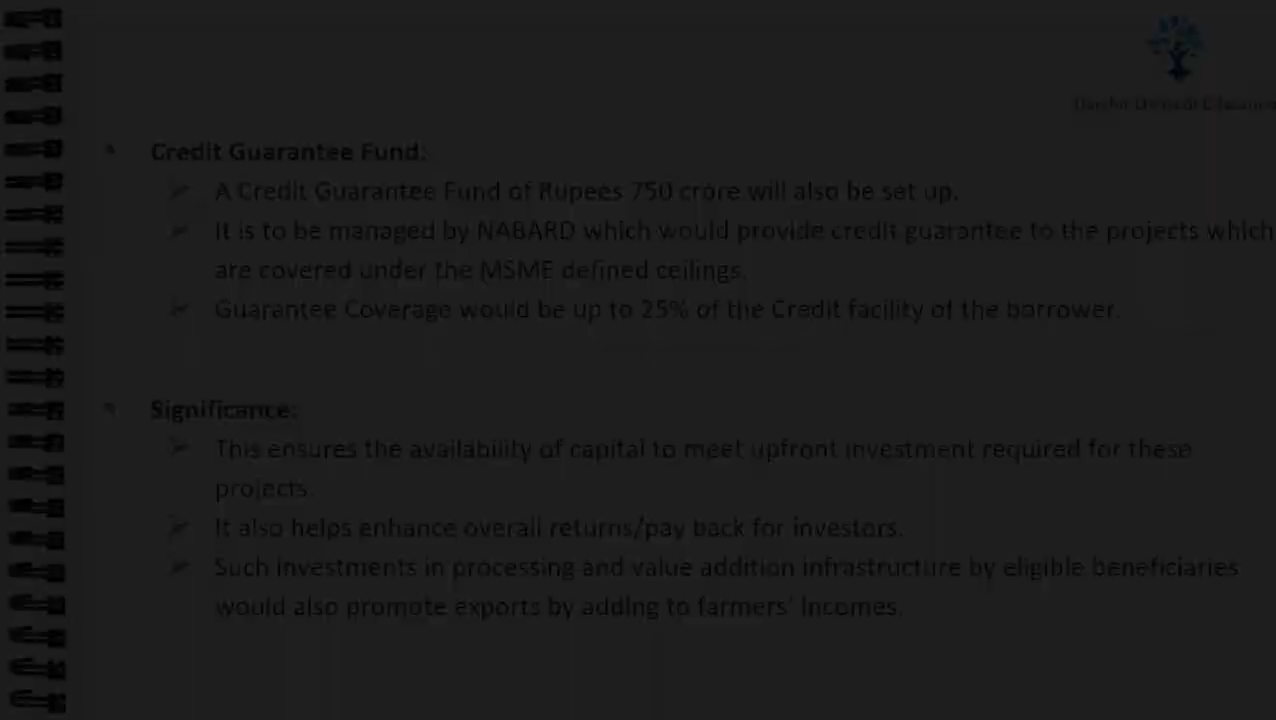 Credit Guarantee Fund:
A Credit Guarantee Fund of Rupees 750 crore will also be set up.
It is to be managed by NABARD which would provide credit guarantee to the projects which
are covered under the MSME defined ceilings.
Guarantee Coverage would be up to 25% of the Credit facility of the borrower.
Significance:
This ensures the availability of capital to meet upfront investment required for these
projects.
It also helps enhance overall returns/pay back for investors.
Such investments in processing and value addition infrastructure by eligible beneficiaries
would also promote exports by adding to farmers' incomes.